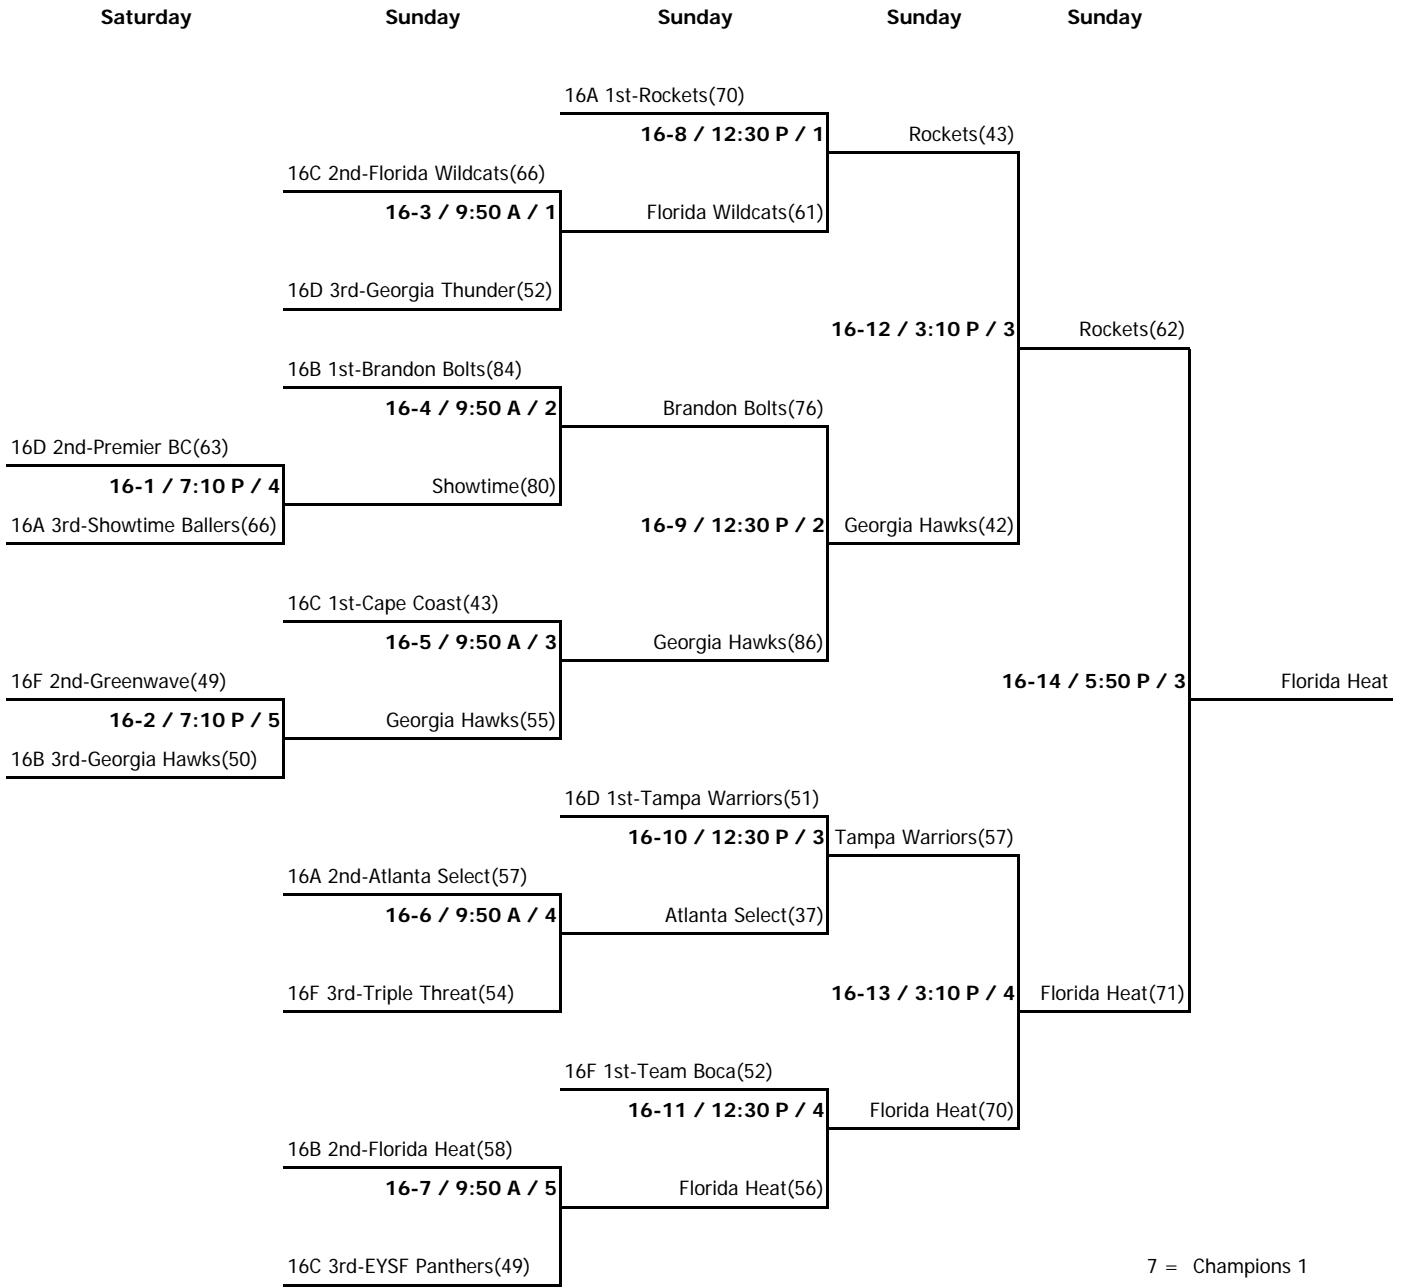 Saturday Sunday Sunday Sunday Sunday
16A 1st-Rockets(70)
16-8 / 12:30 P / 1 Rockets(43)
16C 2nd-Florida Wildcats(66)
16-3 / 9:50 A / 1 Florida Wildcats(61)
16D 3rd-Georgia Thunder(52)
16-12 / 3:10 P / 3 Rockets(62)
16B 1st-Brandon Bolts(84)
16-4 / 9:50 A / 2 Brandon Bolts(76)
16D 2nd-Premier BC(63)
16-1 / 7:10 P / 4 Showtime(80)
16A 3rd-Showtime Ballers(66) 16-9 / 12:30 P / 2 Georgia Hawks(42)
16C 1st-Cape Coast(43)
16-5 / 9:50 A / 3 Georgia Hawks(86)
16F 2nd-Greenwave(49) 16-14 / 5:50 P / 3 Florida Heat
16-2 / 7:10 P / 5 Georgia Hawks(55)
16B 3rd-Georgia Hawks(50)
16D 1st-Tampa Warriors(51)
16-10 / 12:30 P / 3 Tampa Warriors(57)
16A 2nd-Atlanta Select(57)
16-6 / 9:50 A / 4 Atlanta Select(37)
16F 3rd-Triple Threat(54) 16-13 / 3:10 P / 4 Florida Heat(71)
16F 1st-Team Boca(52)
16-11 / 12:30 P / 4 Florida Heat(70)
16B 2nd-Florida Heat(58)
16-7 / 9:50 A / 5 Florida Heat(56)
16C 3rd-EYSF Panthers(49) 7 = Champions 1